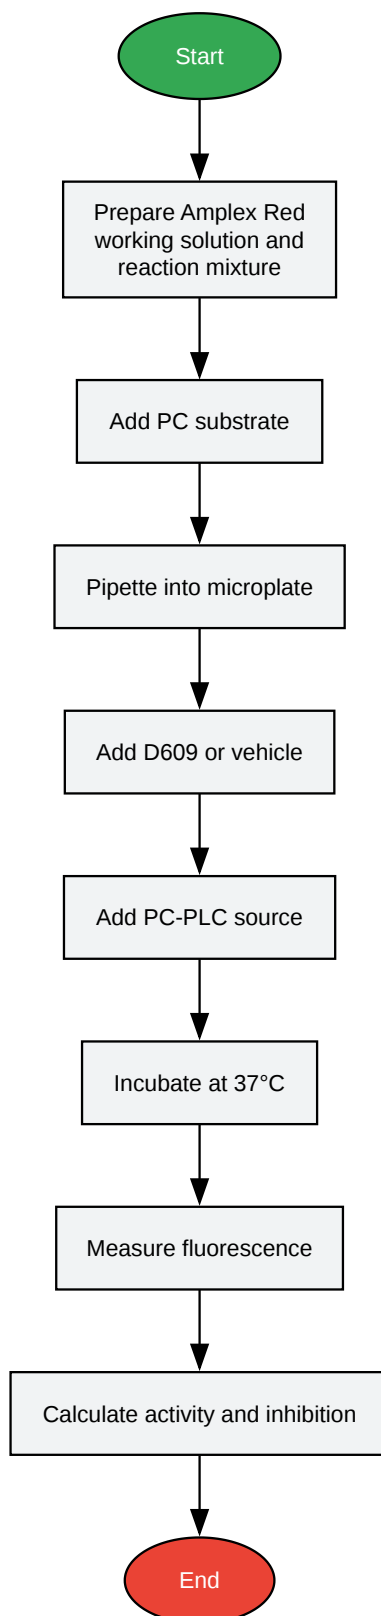 Start
Prepare Amplex Red
working solution and
reaction mixture
Add PC substrate
Pipette into microplate
Add D609 or vehicle
Add PC-PLC source
Incubate at 37°C
Measure fluorescence
Calculate activity and inhibition
End